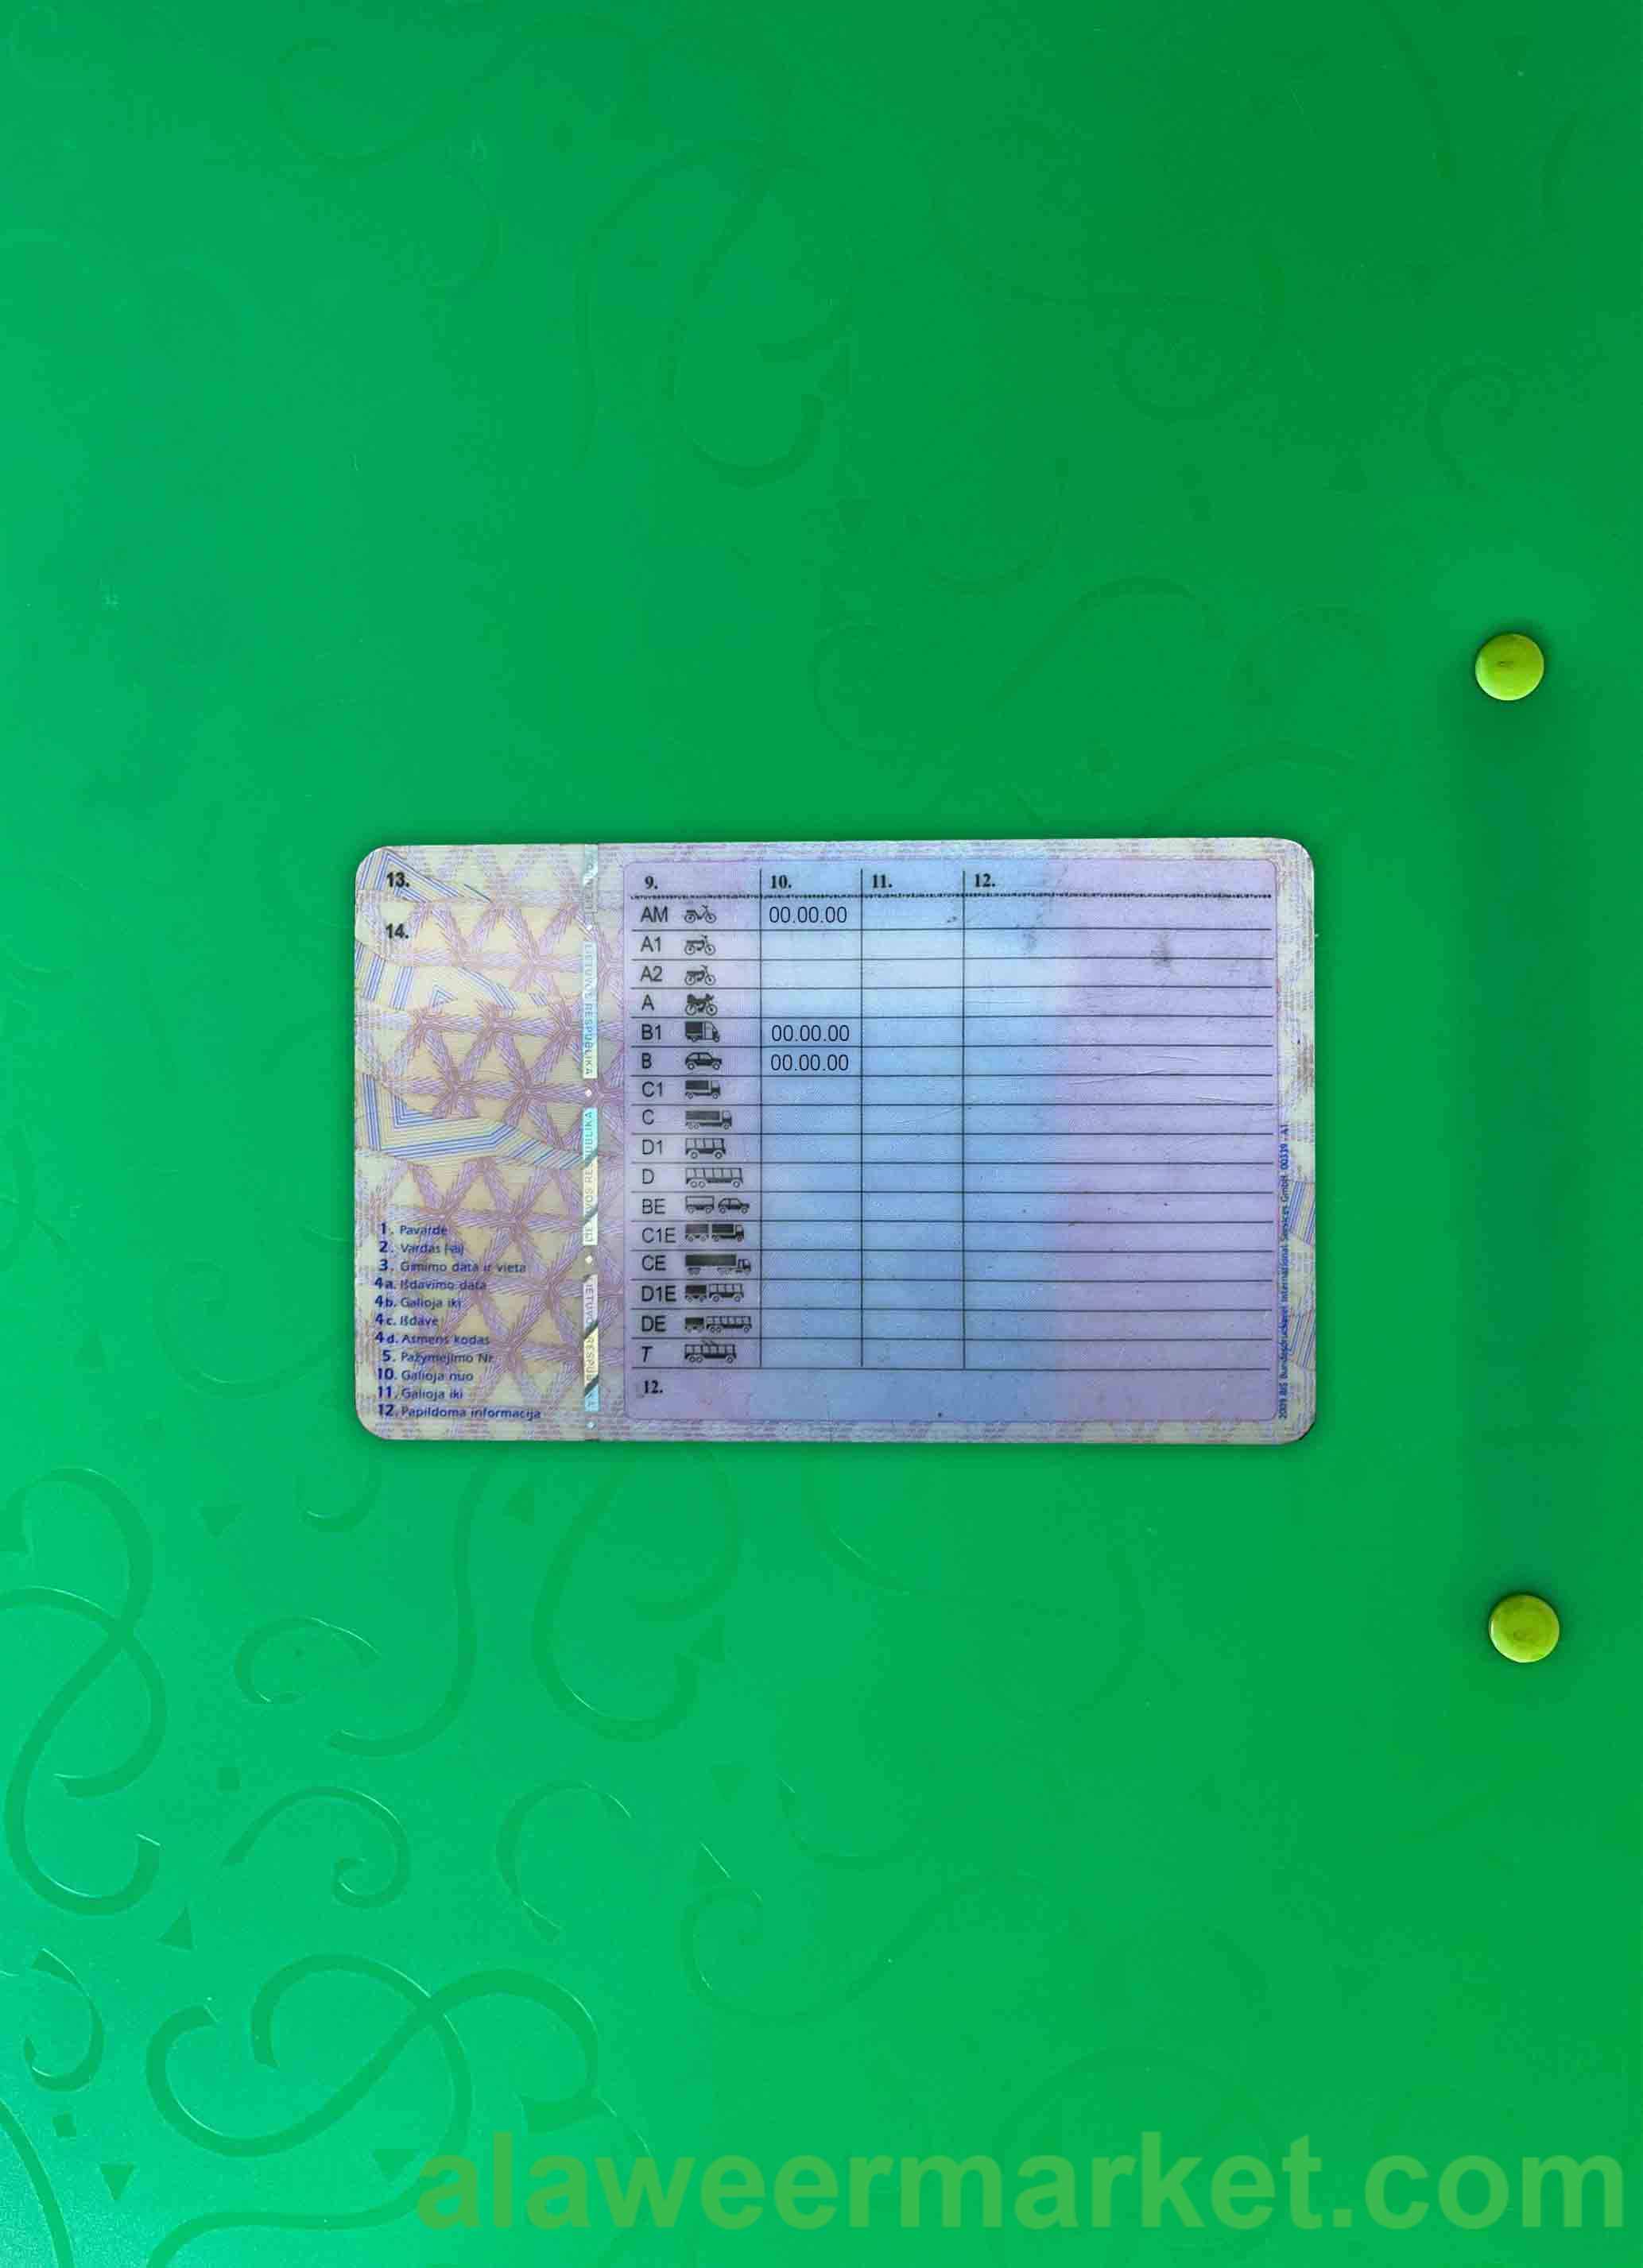 13.
14.
1. Pavardė
2. Vardas (-ai)
3. Gimimo data ir vieta
4a. Išdavimo data
4b. Galioja iki
4c. Išdavė
4d. Asmens kodas
5. Pažymėjimo Nr.
10. Galioja nuo
11. Galioja iki
12. Papildoma informacija
LIETUVOS RESPUBLIKA
9. 10. 11. 12.
AM 00.00.00
A1
A2
A
B1 00.00.00
B 00.00.00
C1
C
D1
D
BE
C1E
CE
D1E
DE
T
12.
2009 BIS Bundesdruckerei International Services GmbH 00339 - A1
alaweermarket.com